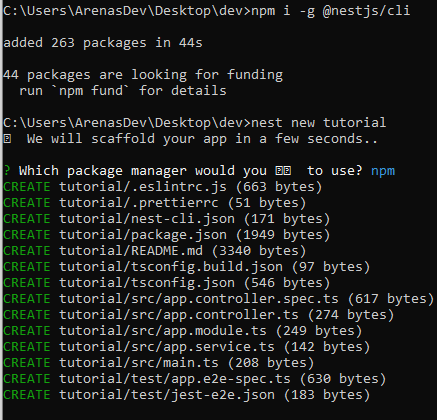 C:\Users\ArenasDev\Desktop\dev>npm i -g @nestjs/cli
added 263 packages in 44s
44 packages are looking for funding
  run `npm fund` for details
C:\Users\ArenasDev\Desktop\dev>nest new tutorial
⍰  We will scaffold your app in a few seconds..
? Which package manager would you ⍰⍰  to use? npm
CREATE tutorial/.eslintrc.js (663 bytes)
CREATE tutorial/.prettierrc (51 bytes)
CREATE tutorial/nest-cli.json (171 bytes)
CREATE tutorial/package.json (1949 bytes)
CREATE tutorial/README.md (3340 bytes)
CREATE tutorial/tsconfig.build.json (97 bytes)
CREATE tutorial/tsconfig.json (546 bytes)
CREATE tutorial/src/app.controller.spec.ts (617 bytes)
CREATE tutorial/src/app.controller.ts (274 bytes)
CREATE tutorial/src/app.module.ts (249 bytes)
CREATE tutorial/src/app.service.ts (142 bytes)
CREATE tutorial/src/main.ts (208 bytes)
CREATE tutorial/test/app.e2e-spec.ts (630 bytes)
CREATE tutorial/test/jest-e2e.json (183 bytes)